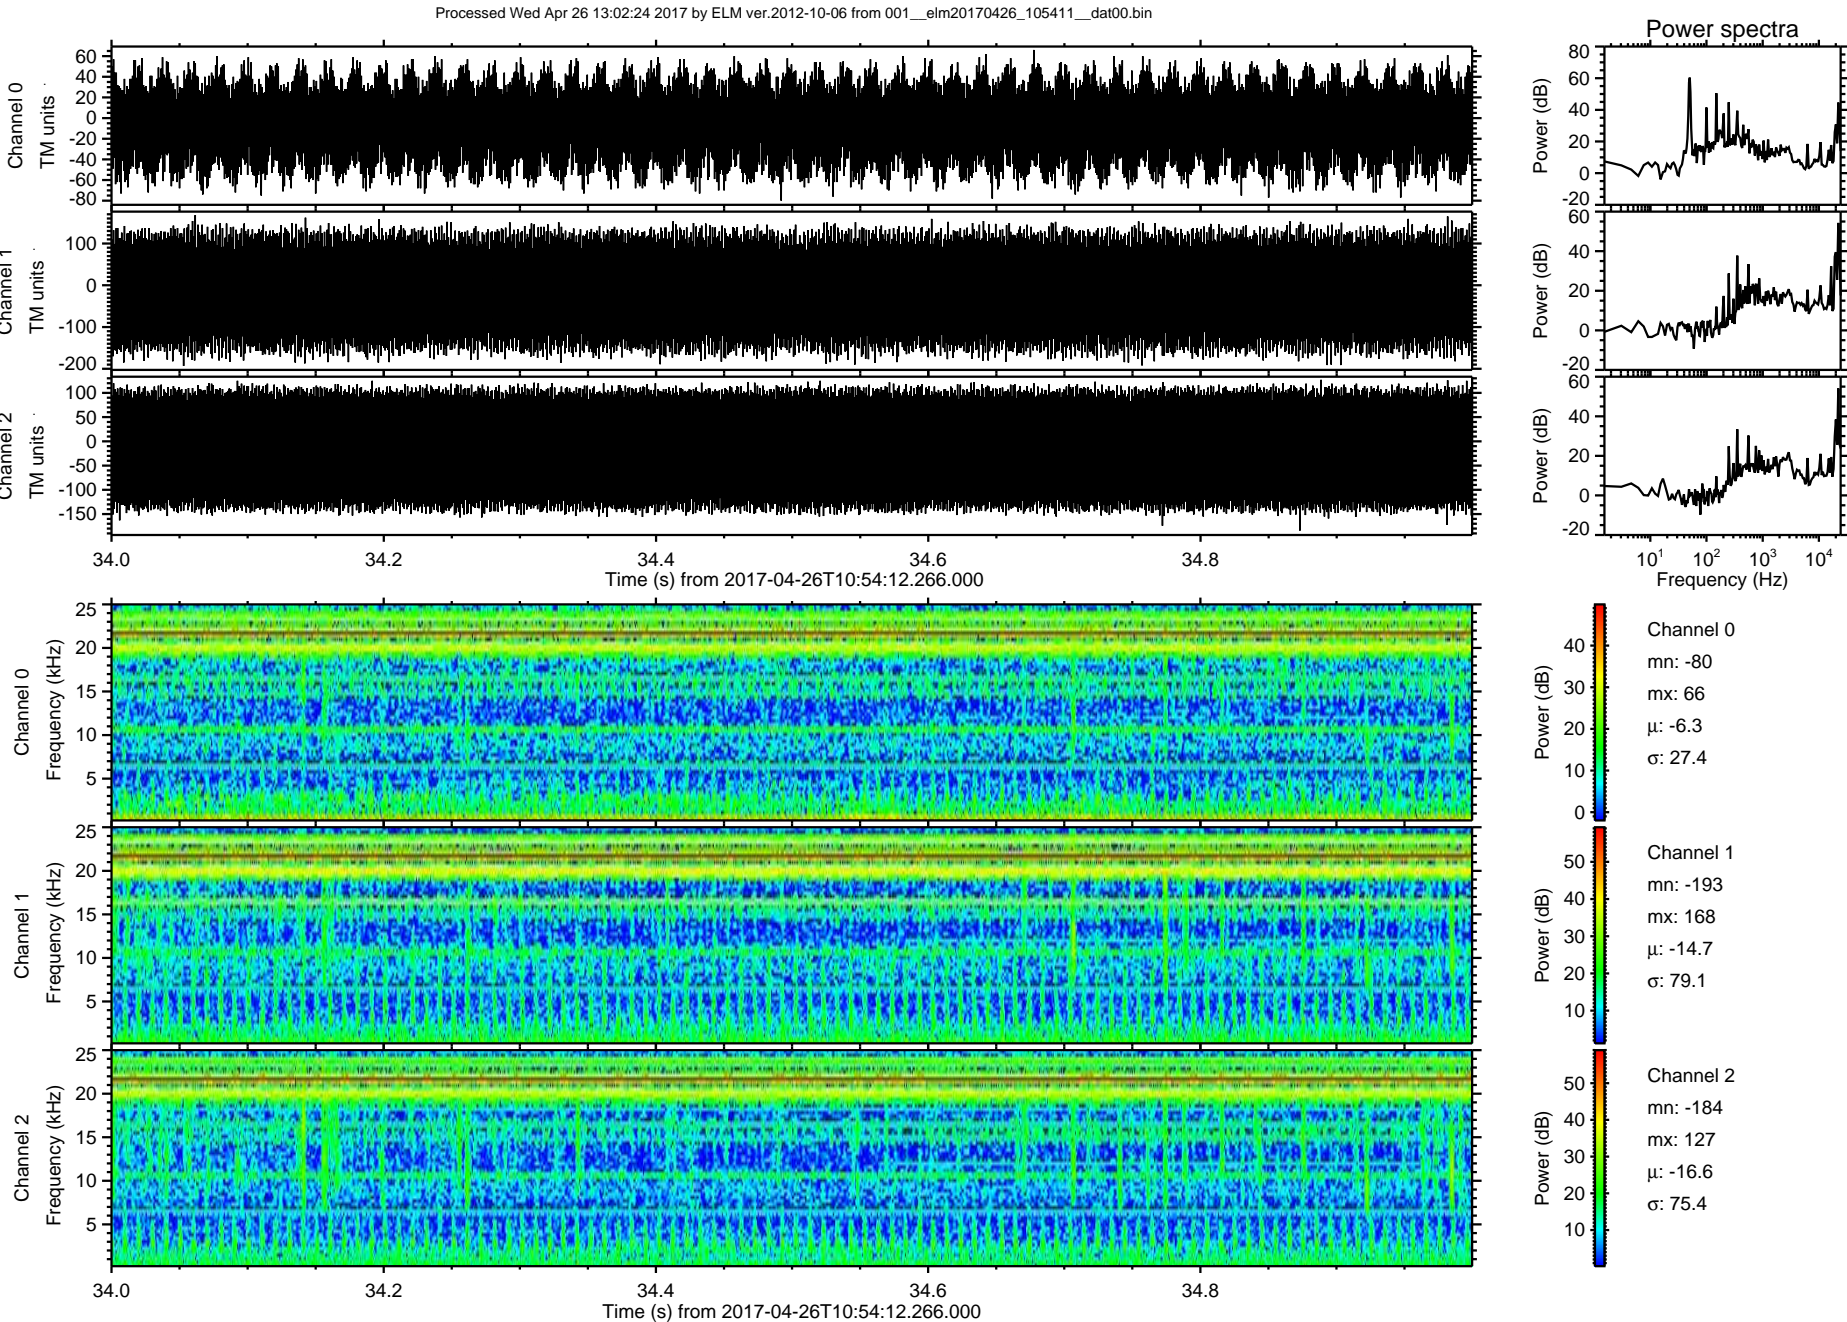 Processed Wed Apr 26 13:02:24 2017 by ELM ver.2012-10-06 from 001__elm20170426_105411__dat00.bin
Power spectra
Channel 0
TM units
60
40
20
0
-20
-40
-60
-80
Power (dB)
80
60
40
20
0
-20
Channel 1
TM units
100
0
-100
-200
Power (dB)
60
40
20
0
-20
Channel 2
TM units
100
50
0
-50
-100
-150
Power (dB)
60
40
20
0
-20
34.0 34.2 34.4 34.6 34.8
Time (s) from 2017-04-26T10:54:12.266.000
10¹ 10² 10³ 10⁴
Frequency (Hz)
Channel 0
Frequency (kHz)
25
20
15
10
5
Power (dB)
40
30
20
10
0
Channel 0
mn: -80
mx: 66
μ: -6.3
σ: 27.4
Channel 1
Frequency (kHz)
25
20
15
10
5
Power (dB)
50
40
30
20
10
Channel 1
mn: -193
mx: 168
μ: -14.7
σ: 79.1
Channel 2
Frequency (kHz)
25
20
15
10
5
Power (dB)
50
40
30
20
10
Channel 2
mn: -184
mx: 127
μ: -16.6
σ: 75.4
34.0 34.2 34.4 34.6 34.8
Time (s) from 2017-04-26T10:54:12.266.000